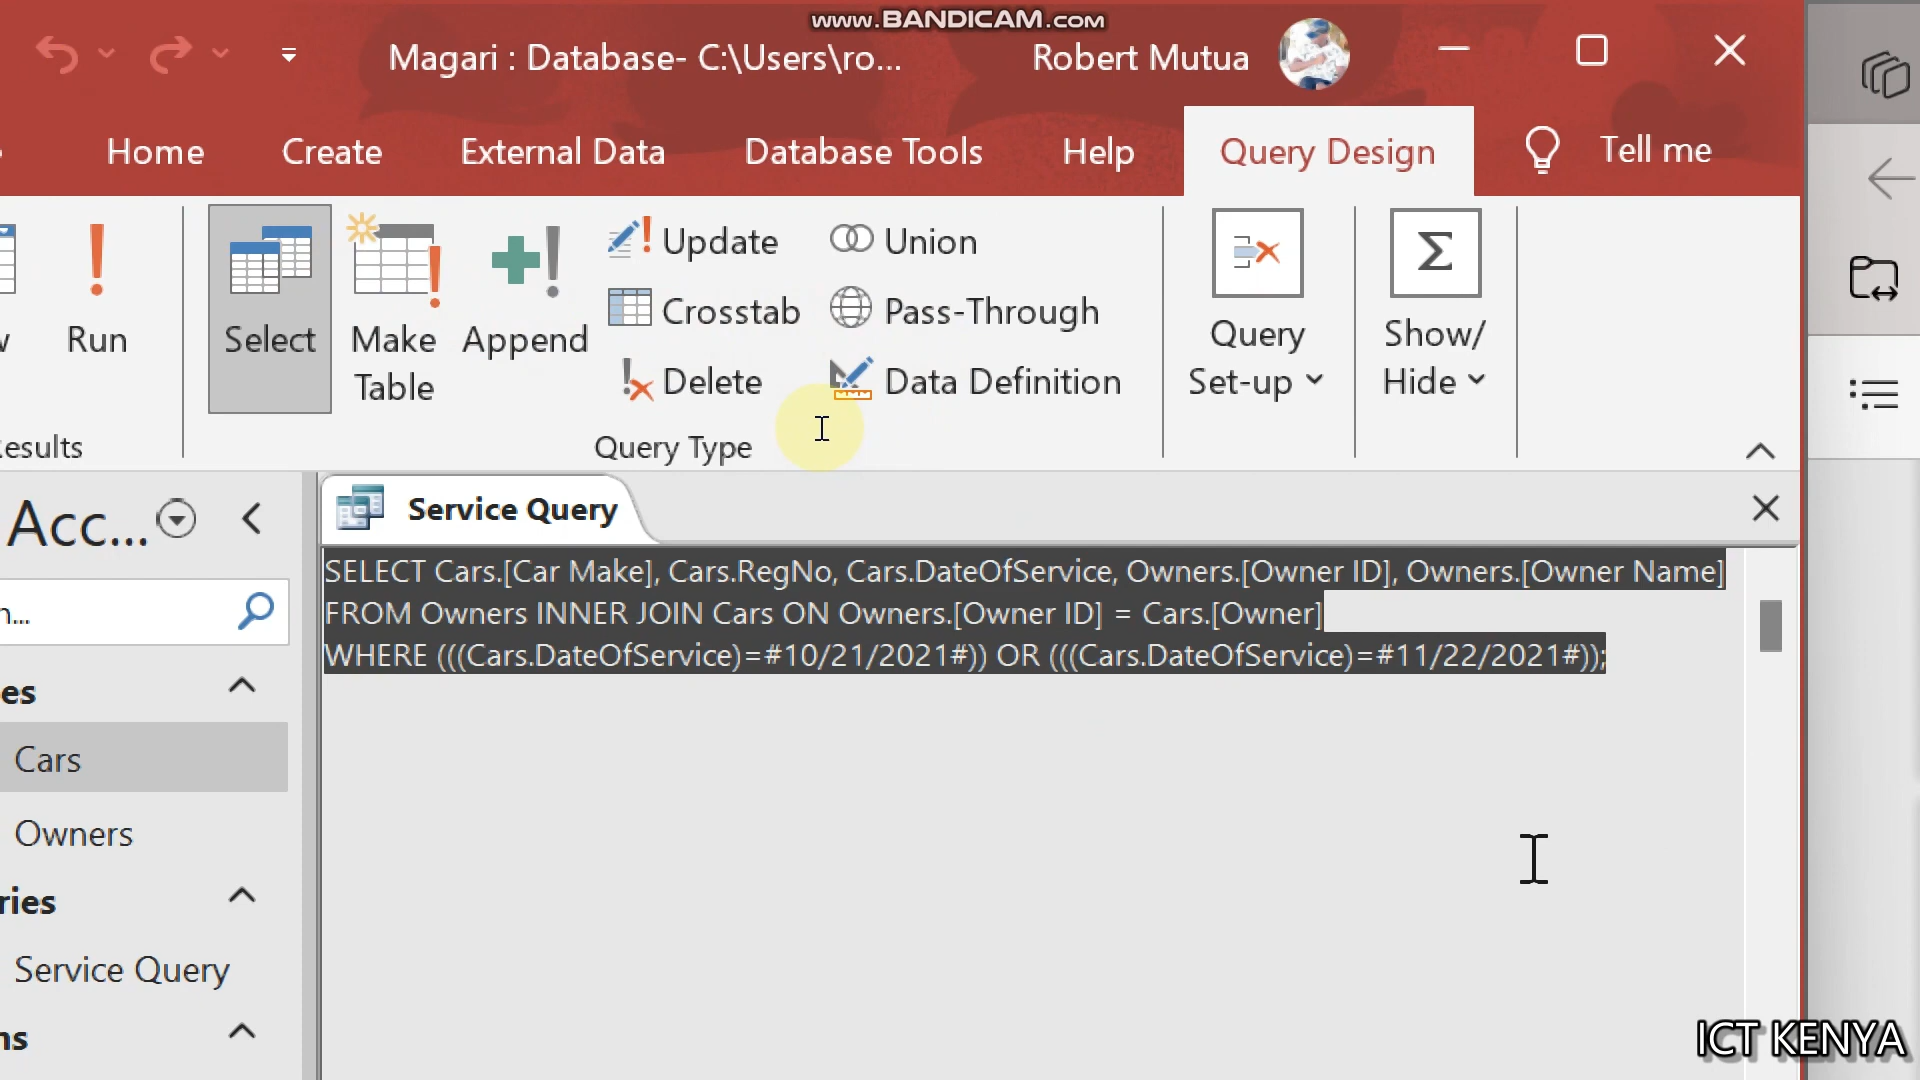 www.BANDICAM.com
Magari : Database- C:\Users\ro... Robert Mutua
Home Create External Data Database Tools Help Query Design Tell me
Run
Select
Make Table
Append
Update
Crosstab
Delete
Union
Pass-Through
Data Definition
Query Set-up
Show/ Hide
esults
Query Type
Acc...
Service Query
SELECT Cars.[Car Make], Cars.RegNo, Cars.DateOfService, Owners.[Owner ID], Owners.[Owner Name]
FROM Owners INNER JOIN Cars ON Owners.[Owner ID] = Cars.[Owner]
WHERE (((Cars.DateOfService)=#10/21/2021#)) OR (((Cars.DateOfService)=#11/22/2021#));
n...
es
Cars
Owners
ries
Service Query
ns
ICT KENYA